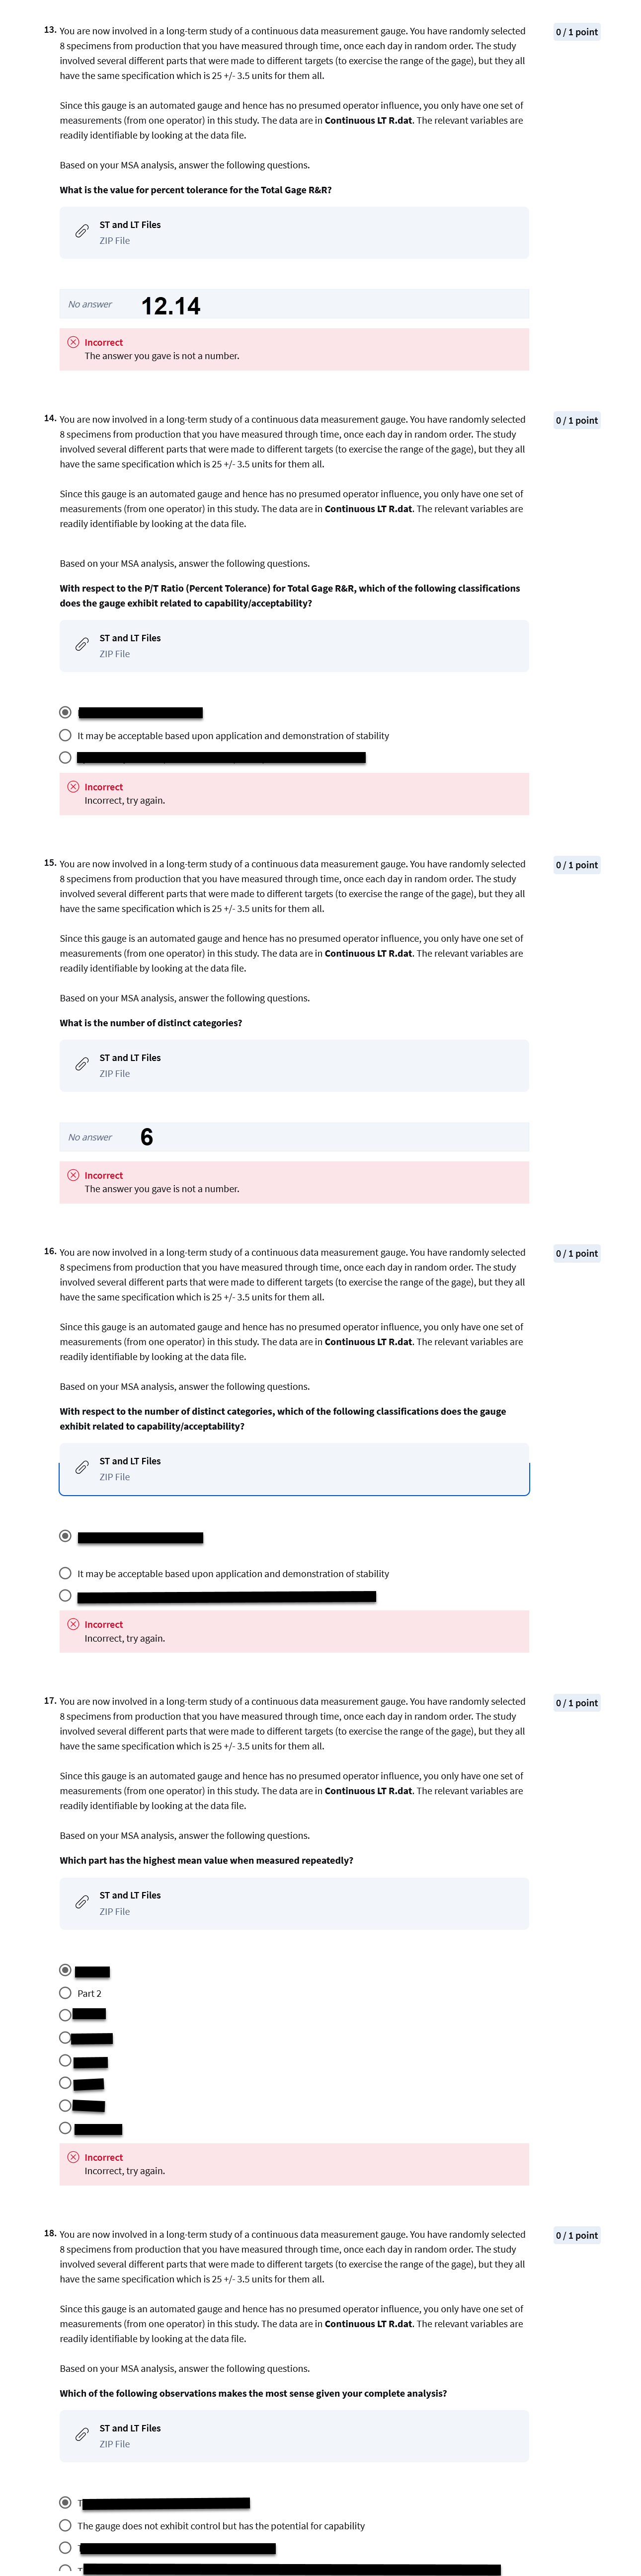 13. You are now involved in a long-term study of a continuous data measurement gauge. You have randomly selected
0 / 1 point
8 specimens from production that you have measured through time, once each day in random order. The study
involved several different parts that were made to different targets (to exercise the range of the gage), but they all
have the same specification which is 25 +/- 3.5 units for them all.
Since this gauge is an automated gauge and hence has no presumed operator influence, you only have one set of
measurements (from one operator) in this study. The data are in Continuous LT R.dat. The relevant variables are
readily identifiable by looking at the data file.
Based on your MSA analysis, answer the following questions.
What is the value for percent tolerance for the Total Gage R&R?
ST and LT Files
ZIP File
No answer 12.14
Incorrect
The answer you gave is not a number.
14. You are now involved in a long-term study of a continuous data measurement gauge. You have randomly selected
0 / 1 point
8 specimens from production that you have measured through time, once each day in random order. The study
involved several different parts that were made to different targets (to exercise the range of the gage), but they all
have the same specification which is 25 +/- 3.5 units for them all.
Since this gauge is an automated gauge and hence has no presumed operator influence, you only have one set of
measurements (from one operator) in this study. The data are in Continuous LT R.dat. The relevant variables are
readily identifiable by looking at the data file.
Based on your MSA analysis, answer the following questions.
With respect to the P/T Ratio (Percent Tolerance) for Total Gage R&R, which of the following classifications
does the gauge exhibit related to capability/acceptability?
ST and LT Files
ZIP File
It may be acceptable based upon application and demonstration of stability
Incorrect
Incorrect, try again.
15. You are now involved in a long-term study of a continuous data measurement gauge. You have randomly selected
0 / 1 point
8 specimens from production that you have measured through time, once each day in random order. The study
involved several different parts that were made to different targets (to exercise the range of the gage), but they all
have the same specification which is 25 +/- 3.5 units for them all.
Since this gauge is an automated gauge and hence has no presumed operator influence, you only have one set of
measurements (from one operator) in this study. The data are in Continuous LT R.dat. The relevant variables are
readily identifiable by looking at the data file.
Based on your MSA analysis, answer the following questions.
What is the number of distinct categories?
ST and LT Files
ZIP File
No answer 6
Incorrect
The answer you gave is not a number.
16. You are now involved in a long-term study of a continuous data measurement gauge. You have randomly selected
0 / 1 point
8 specimens from production that you have measured through time, once each day in random order. The study
involved several different parts that were made to different targets (to exercise the range of the gage), but they all
have the same specification which is 25 +/- 3.5 units for them all.
Since this gauge is an automated gauge and hence has no presumed operator influence, you only have one set of
measurements (from one operator) in this study. The data are in Continuous LT R.dat. The relevant variables are
readily identifiable by looking at the data file.
Based on your MSA analysis, answer the following questions.
With respect to the number of distinct categories, which of the following classifications does the gauge
exhibit related to capability/acceptability?
ST and LT Files
ZIP File
It may be acceptable based upon application and demonstration of stability
Incorrect
Incorrect, try again.
17. You are now involved in a long-term study of a continuous data measurement gauge. You have randomly selected
0 / 1 point
8 specimens from production that you have measured through time, once each day in random order. The study
involved several different parts that were made to different targets (to exercise the range of the gage), but they all
have the same specification which is 25 +/- 3.5 units for them all.
Since this gauge is an automated gauge and hence has no presumed operator influence, you only have one set of
measurements (from one operator) in this study. The data are in Continuous LT R.dat. The relevant variables are
readily identifiable by looking at the data file.
Based on your MSA analysis, answer the following questions.
Which part has the highest mean value when measured repeatedly?
ST and LT Files
ZIP File
Part 2
Incorrect
Incorrect, try again.
18. You are now involved in a long-term study of a continuous data measurement gauge. You have randomly selected
0 / 1 point
8 specimens from production that you have measured through time, once each day in random order. The study
involved several different parts that were made to different targets (to exercise the range of the gage), but they all
have the same specification which is 25 +/- 3.5 units for them all.
Since this gauge is an automated gauge and hence has no presumed operator influence, you only have one set of
measurements (from one operator) in this study. The data are in Continuous LT R.dat. The relevant variables are
readily identifiable by looking at the data file.
Based on your MSA analysis, answer the following questions.
Which of the following observations makes the most sense given your complete analysis?
ST and LT Files
ZIP File
The gauge does not exhibit control but has the potential for capability